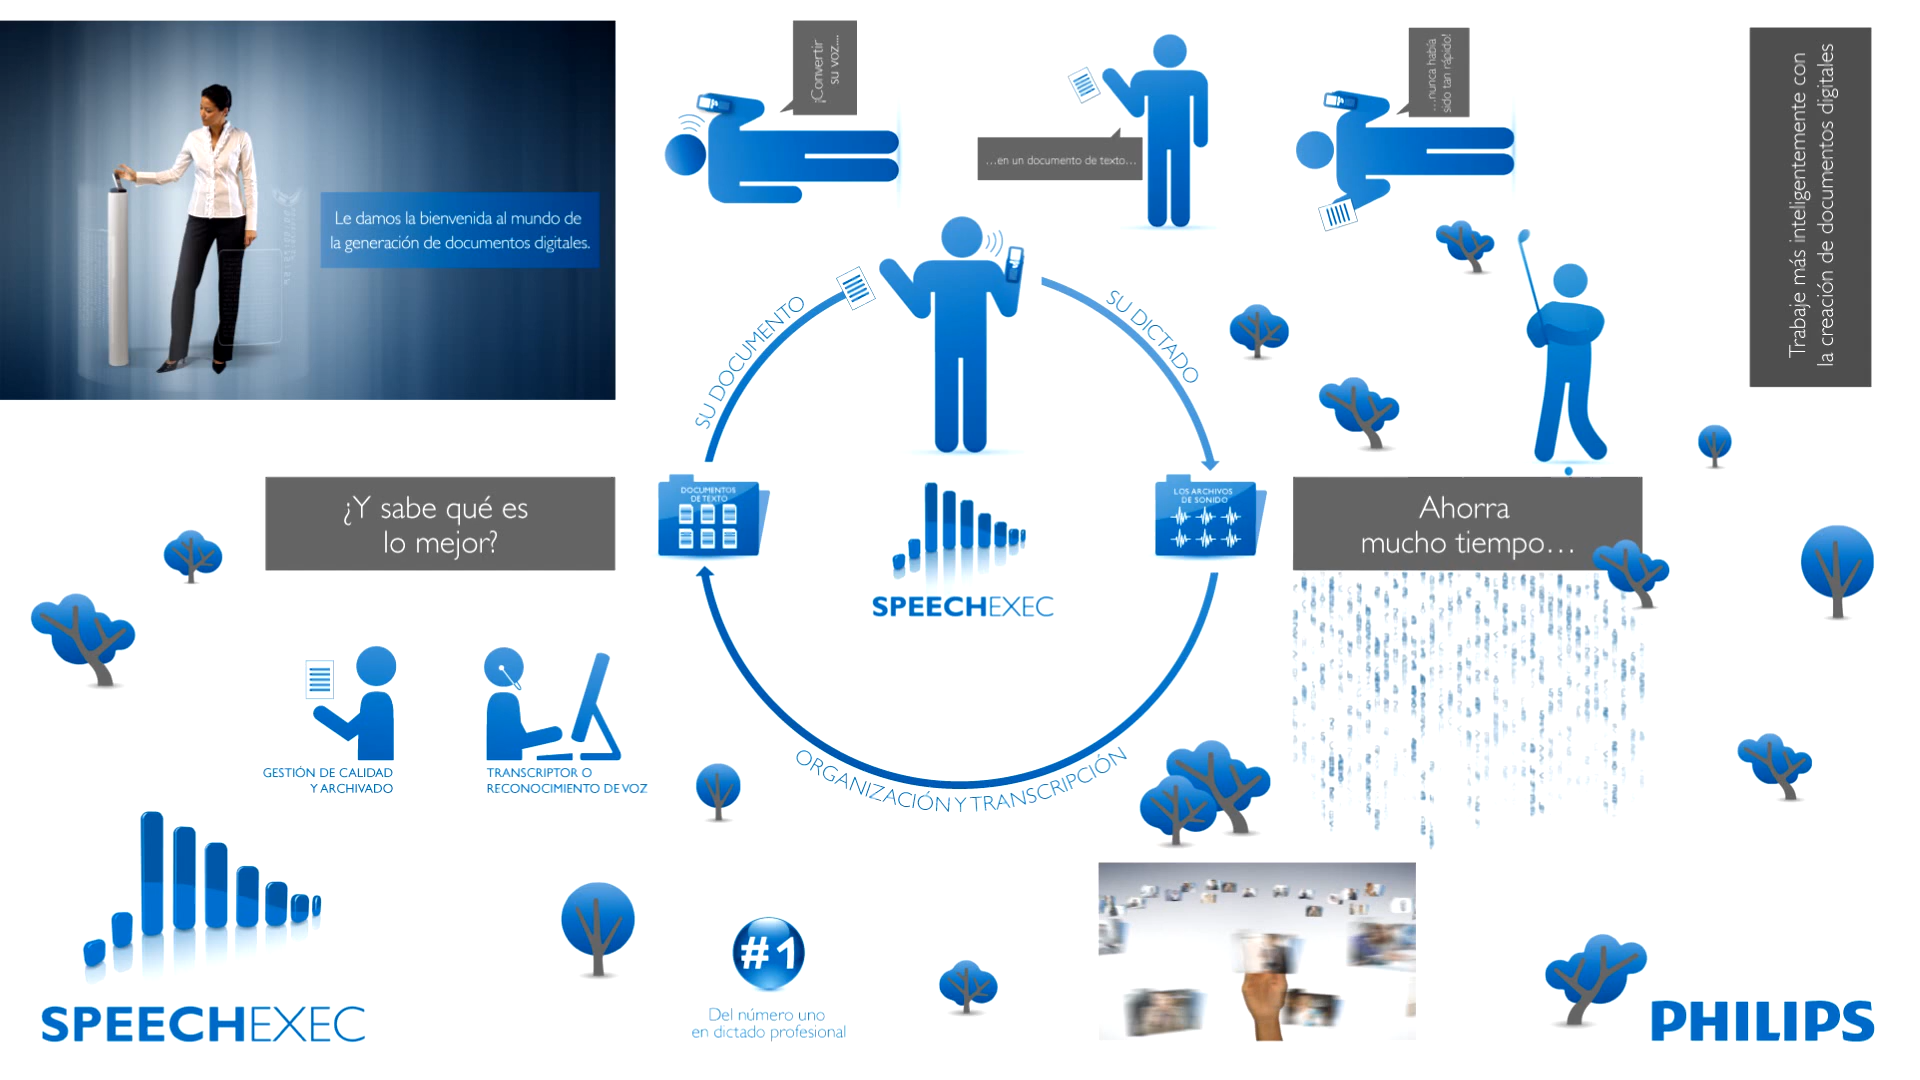 Le damos la bienvenida al mundo de
la generación de documentos digitales.
¡Convertir
su voz....
...en un documento de texto...
...nunca había
sido tan rápido!
Trabaje más inteligentemente con
la creación de documentos digitales
SU DOCUMENTO
SU DICTADO
¿Y sabe qué es
lo mejor?
DOCUMENTOS
DE TEXTO
LOS ARCHIVOS
DE SONIDO
Ahorra
mucho tiempo...
SPEECHEXEC
GESTIÓN DE CALIDAD
Y ARCHIVADO
TRANSCRIPTOR O
RECONOCIMIENTO DE VOZ
ORGANIZACIÓN Y TRANSCRIPCIÓN
#1
Del número uno
en dictado profesional
SPEECHEXEC
PHILIPS